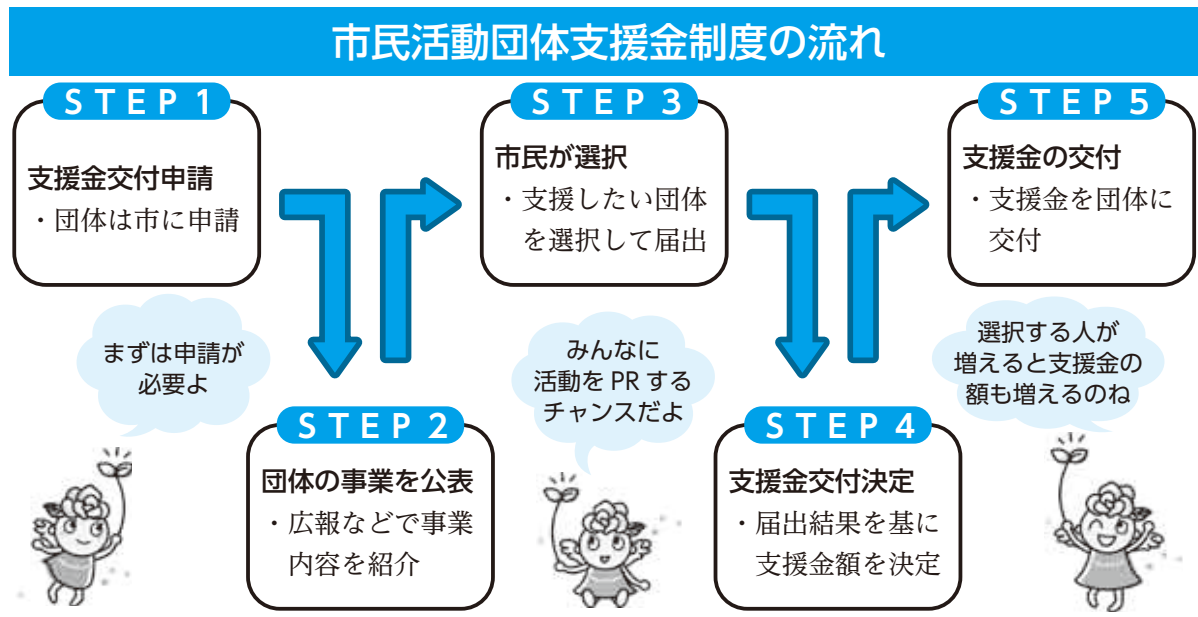 市民活動団体支援金制度の流れ
STEP 1
支援金交付申請
・団体は市に申請
まずは申請が
必要よ
STEP 2
団体の事業を公表
・広報などで事業
内容を紹介
STEP 3
市民が選択
・支援したい団体
を選択して届出
みんなに
活動を PR する
チャンスだよ
STEP 4
支援金交付決定
・届出結果を基に
支援金額を決定
STEP 5
支援金の交付
・支援金を団体に
交付
選択する人が
増えると支援金の
額も増えるのね